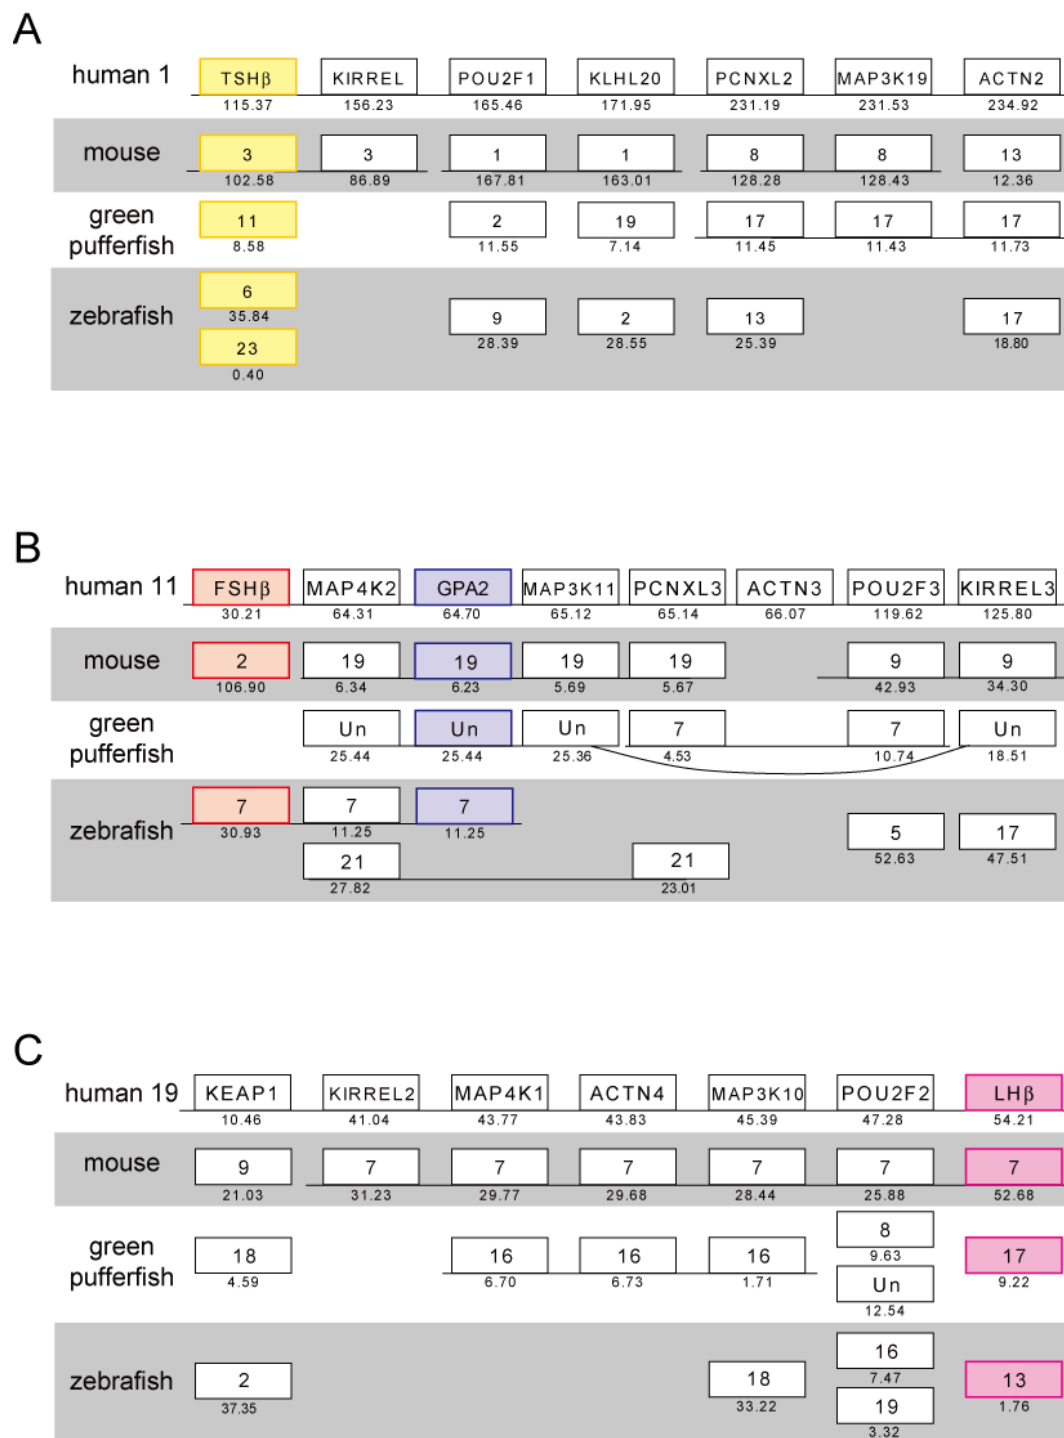 A
human 1 TSHβ KIRREL POU2F1 KLHL20 PCNXL2 MAP3K19 ACTN2
115.37 156.23 165.46 171.95 231.19 231.53 234.92
mouse 3 3 1 1 8 8 13
102.58 86.89 167.81 163.01 128.28 128.43 12.36
green pufferfish 11 2 19 17 17 17
8.58 11.55 7.14 11.45 11.43 11.73
zebrafish
6
35.84
9 2 13 17
28.39 28.55 25.39 18.80
23
0.40
B
human 11 FSHβ MAP4K2 GPA2 MAP3K11 PCNXL3 ACTN3 POU2F3 KIRREL3
30.21 64.31 64.70 65.12 65.14 66.07 119.62 125.80
mouse 2 19 19 19 19 9 9
106.90 6.34 6.23 5.69 5.67 42.93 34.30
green pufferfish Un Un Un 7 7 Un
25.44 25.44 25.36 4.53 10.74 18.51
zebrafish
7 7 7
30.93 11.25 11.25
5 17
52.63 47.51
21 21
27.82 23.01
C
human 19 KEAP1 KIRREL2 MAP4K1 ACTN4 MAP3K10 POU2F2 LHβ
10.46 41.04 43.77 43.83 45.39 47.28 54.21
mouse 9 7 7 7 7 7 7
21.03 31.23 29.77 29.68 28.44 25.88 52.68
green pufferfish
8
9.63
18 16 16 16 17
4.59 6.70 6.73 1.71 9.22
Un
12.54
zebrafish
16
7.47
2 18 13
37.35 33.22 1.76
19
3.32